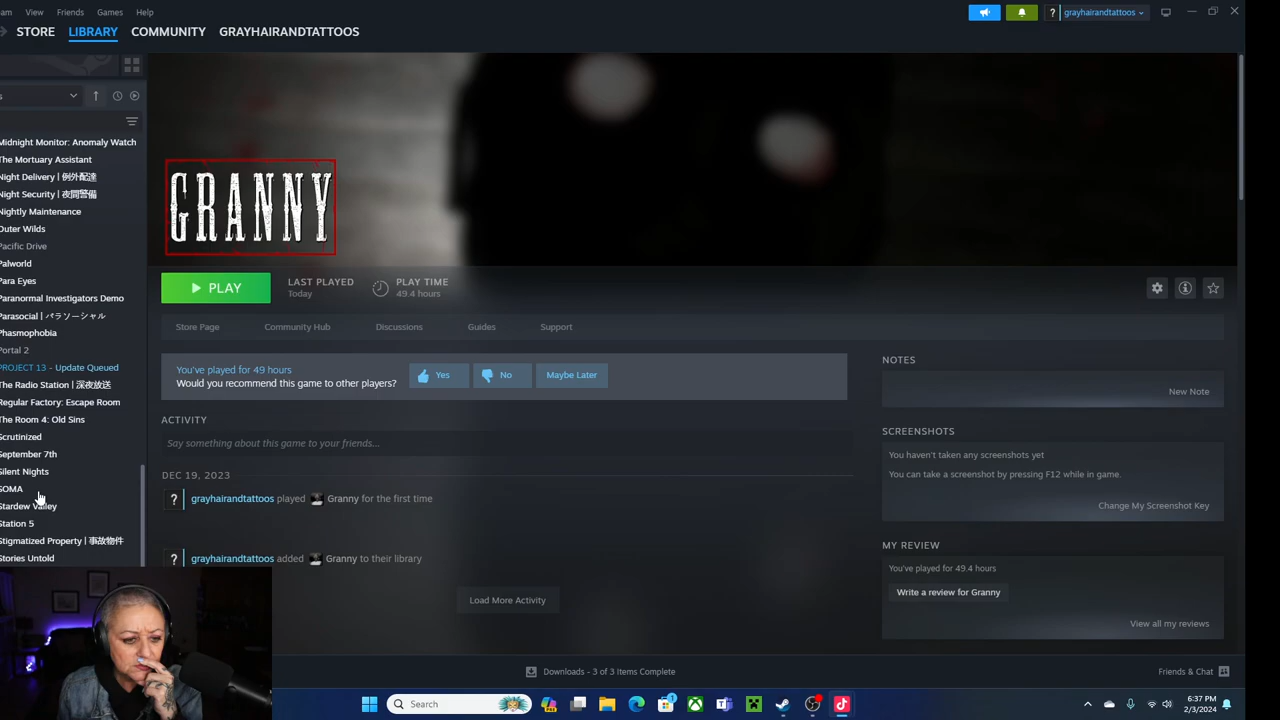 am View Friends Games Help
grayhairandtattoos
STORE LIBRARY COMMUNITY GRAYHAIRANDTATTOOS
s
Midnight Monitor: Anomaly Watch
The Mortuary Assistant
Night Delivery | 例外配達
Night Security | 夜間警備
Nightly Maintenance
Outer Wilds
Pacific Drive
Palworld
Para Eyes
Paranormal Investigators Demo
Parasocial | パラソーシャル
Phasmophobia
Portal 2
PROJECT 13 - Update Queued
The Radio Station | 深夜放送
Regular Factory: Escape Room
The Room 4: Old Sins
Scrutinized
September 7th
Silent Nights
SOMA
Stardew Valley
Station 5
Stigmatized Property | 事故物件
Stories Untold
GRANNY
PLAY
LAST PLAYED
Today
PLAY TIME
49.4 hours
Store Page Community Hub Discussions Guides Support
You've played for 49 hours
Would you recommend this game to other players?
Yes No Maybe Later
ACTIVITY
Say something about this game to your friends...
DEC 19, 2023
grayhairandtattoos played Granny for the first time
grayhairandtattoos added Granny to their library
Load More Activity
NOTES
New Note
SCREENSHOTS
You haven't taken any screenshots yet
You can take a screenshot by pressing F12 while in game.
Change My Screenshot Key
MY REVIEW
You've played for 49.4 hours
Write a review for Granny
View all my reviews
Downloads - 3 of 3 Items Complete
Friends & Chat
Search
6:37 PM
2/3/2024